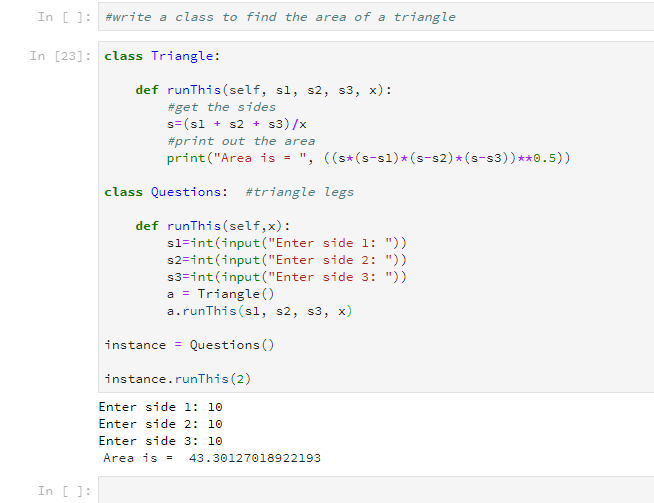 In [ ]: #write a class to find the area of a triangle
In [23]: class Triangle:
def runThis(self, s1, s2, s3, x):
#get the sides
s=(s1 + s2 + s3)/x
#print out the area
print("Area is = ", ((s*(s-s1)*(s-s2)*(s-s3))**0.5))
class Questions:  #triangle legs
def runThis(self,x):
s1=int(input("Enter side 1: "))
s2=int(input("Enter side 2: "))
s3=int(input("Enter side 3: "))
a = Triangle()
a.runThis(s1, s2, s3, x)
instance = Questions()
instance.runThis(2)
Enter side 1: 10
Enter side 2: 10
Enter side 3: 10
Area is =  43.30127018922193
In [ ]: